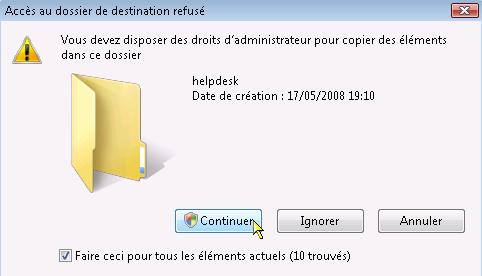 Accès au dossier de destination refusé
Vous devez disposer des droits d'administrateur pour copier des éléments
dans ce dossier
helpdesk
Date de création : 17/05/2008 19:10
Continuer
Ignorer
Annuler
Faire ceci pour tous les éléments actuels (10 trouvés)